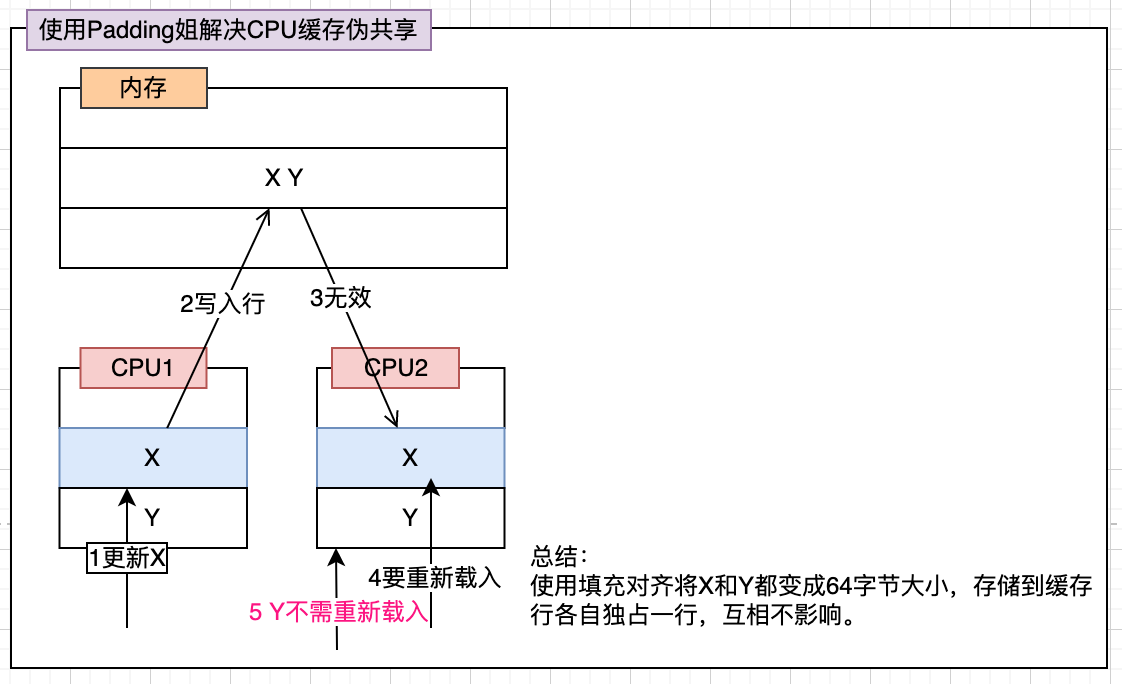 使用Padding姐解决CPU缓存伪共享
内存
X Y
2写入行
3无效
CPU1
CPU2
X
X
Y
Y
1更新X
4要重新载入
5 Y不需重新载入
总结：
使用填充对齐将X和Y都变成64字节大小，存储到缓存
行各自独占一行，互相不影响。